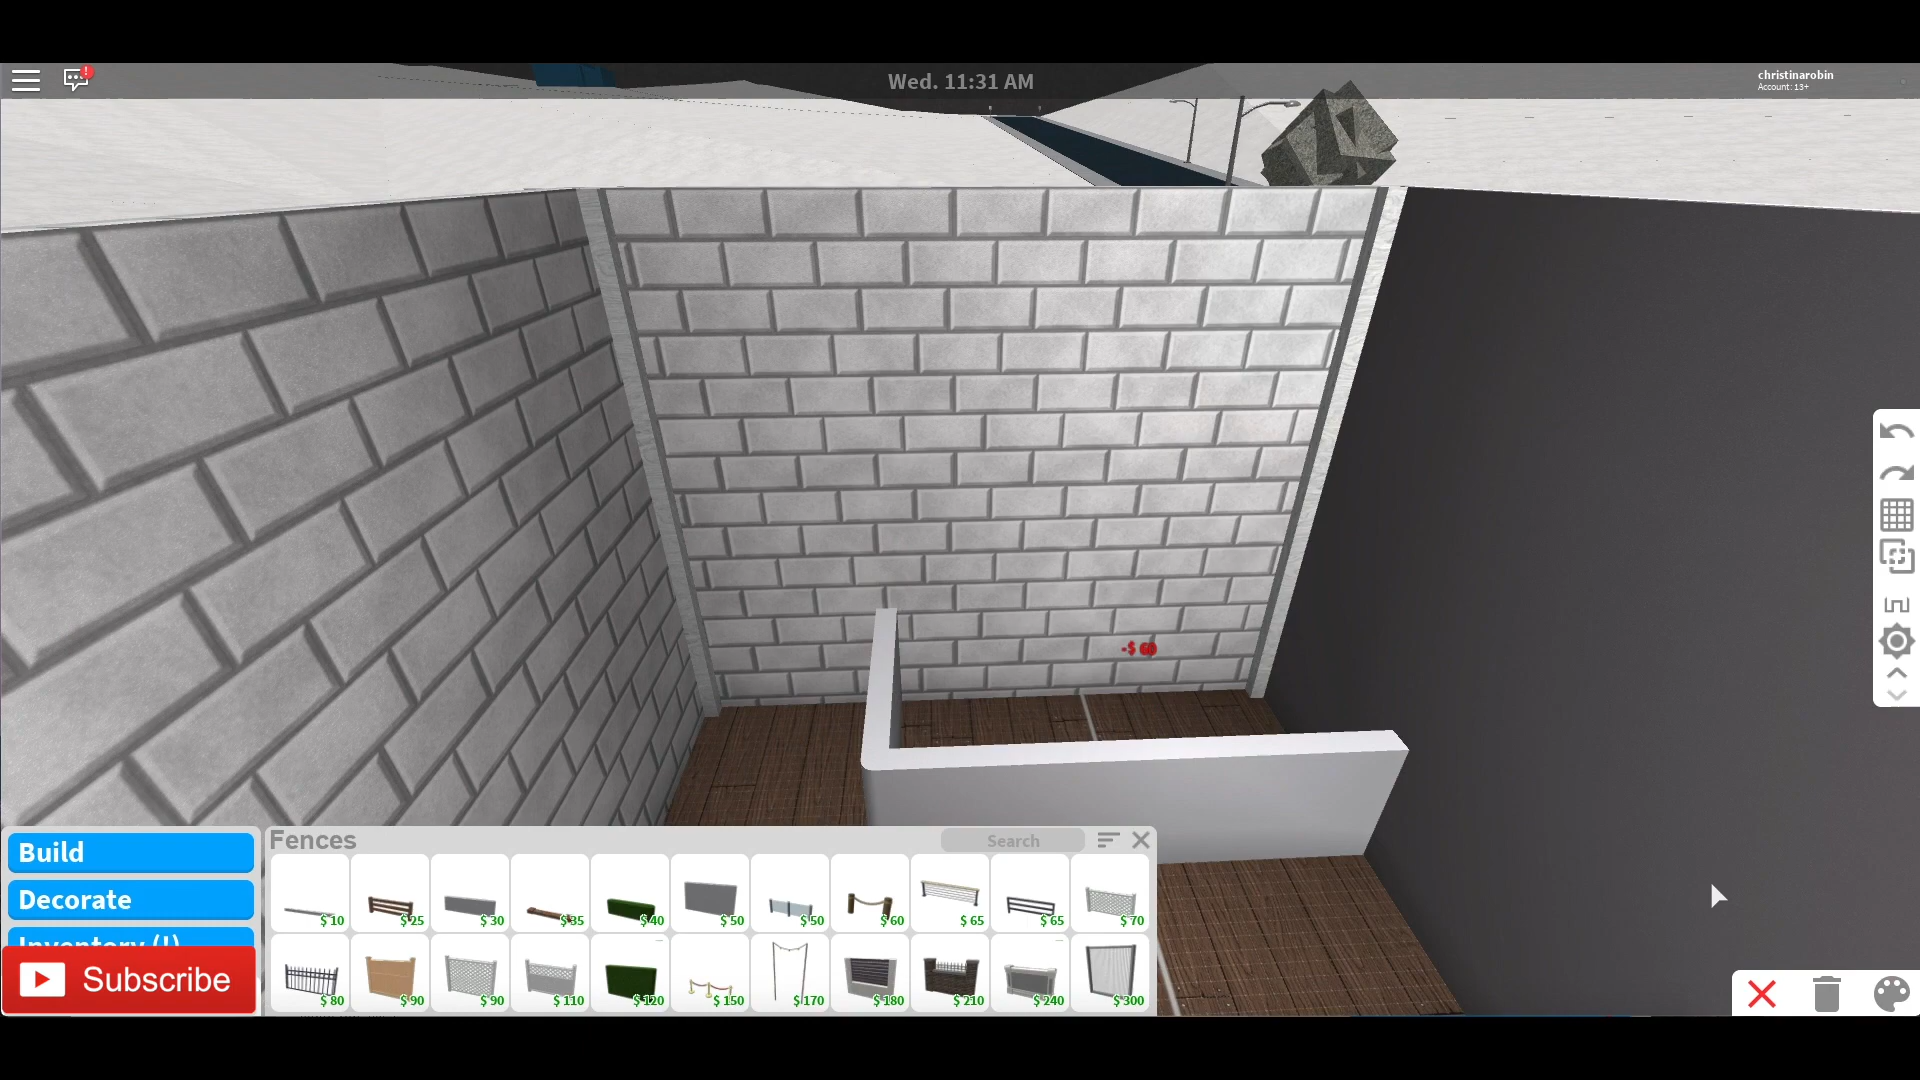 Wed. 11:31 AM
christinarobin
Account: 13+
!
-$ 60
Build
Decorate
Inventory (!)
Subscribe
Fences
Search
$ 10
$ 25
$ 30
$ 35
$ 40
$ 50
$ 50
$ 60
$ 65
$ 65
$ 70
$ 80
$ 90
$ 90
$ 110
$ 120
$ 150
$ 170
$ 180
$ 210
$ 240
$ 300